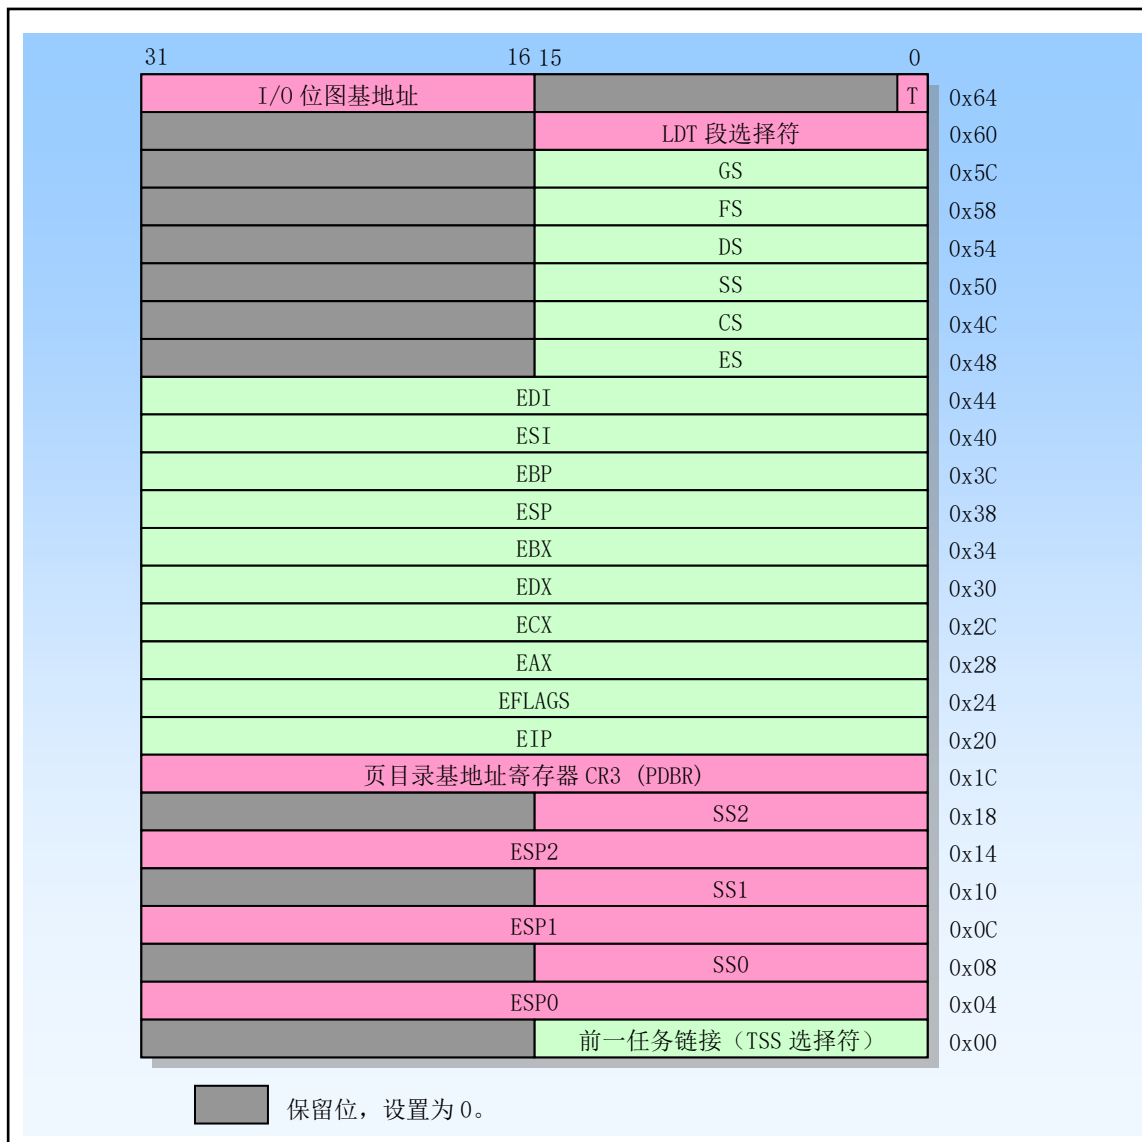 31 16 15 0
I/O 位图基地址 T 0x64
LDT 段选择符 0x60
GS 0x5C
FS 0x58
DS 0x54
SS 0x50
CS 0x4C
ES 0x48
EDI 0x44
ESI 0x40
EBP 0x3C
ESP 0x38
EBX 0x34
EDX 0x30
ECX 0x2C
EAX 0x28
EFLAGS 0x24
EIP 0x20
页目录基地址寄存器 CR3 (PDBR) 0x1C
SS2 0x18
ESP2 0x14
SS1 0x10
ESP1 0x0C
SS0 0x08
ESP0 0x04
前一任务链接（TSS 选择符） 0x00
保留位，设置为 0。